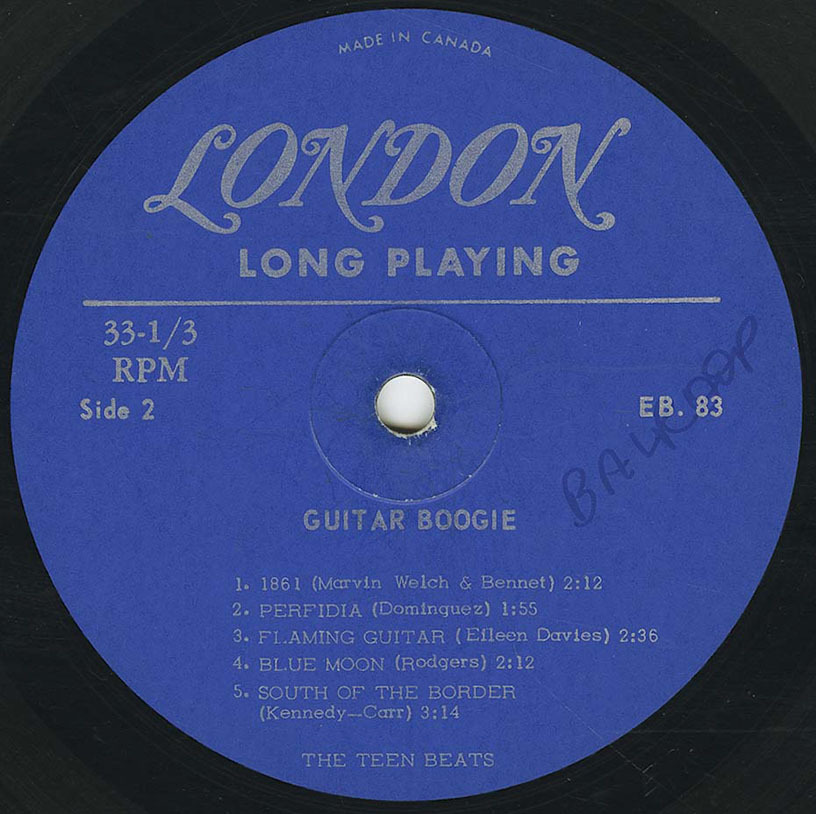 MADE IN CANADA
LONDON
LONG PLAYING
33-1/3
RPM
Side 2
EB. 83
GUITAR BOOGIE
1. 1861 (Marvin Welch & Bennet) 2:12
2. PERFIDIA (Dominguez) 1:55
3. FLAMING GUITAR (Eileen Davies) 2:36
4. BLUE MOON (Rodgers) 2:12
5. SOUTH OF THE BORDER
(Kennedy—Carr) 3:14
THE TEEN BEATS